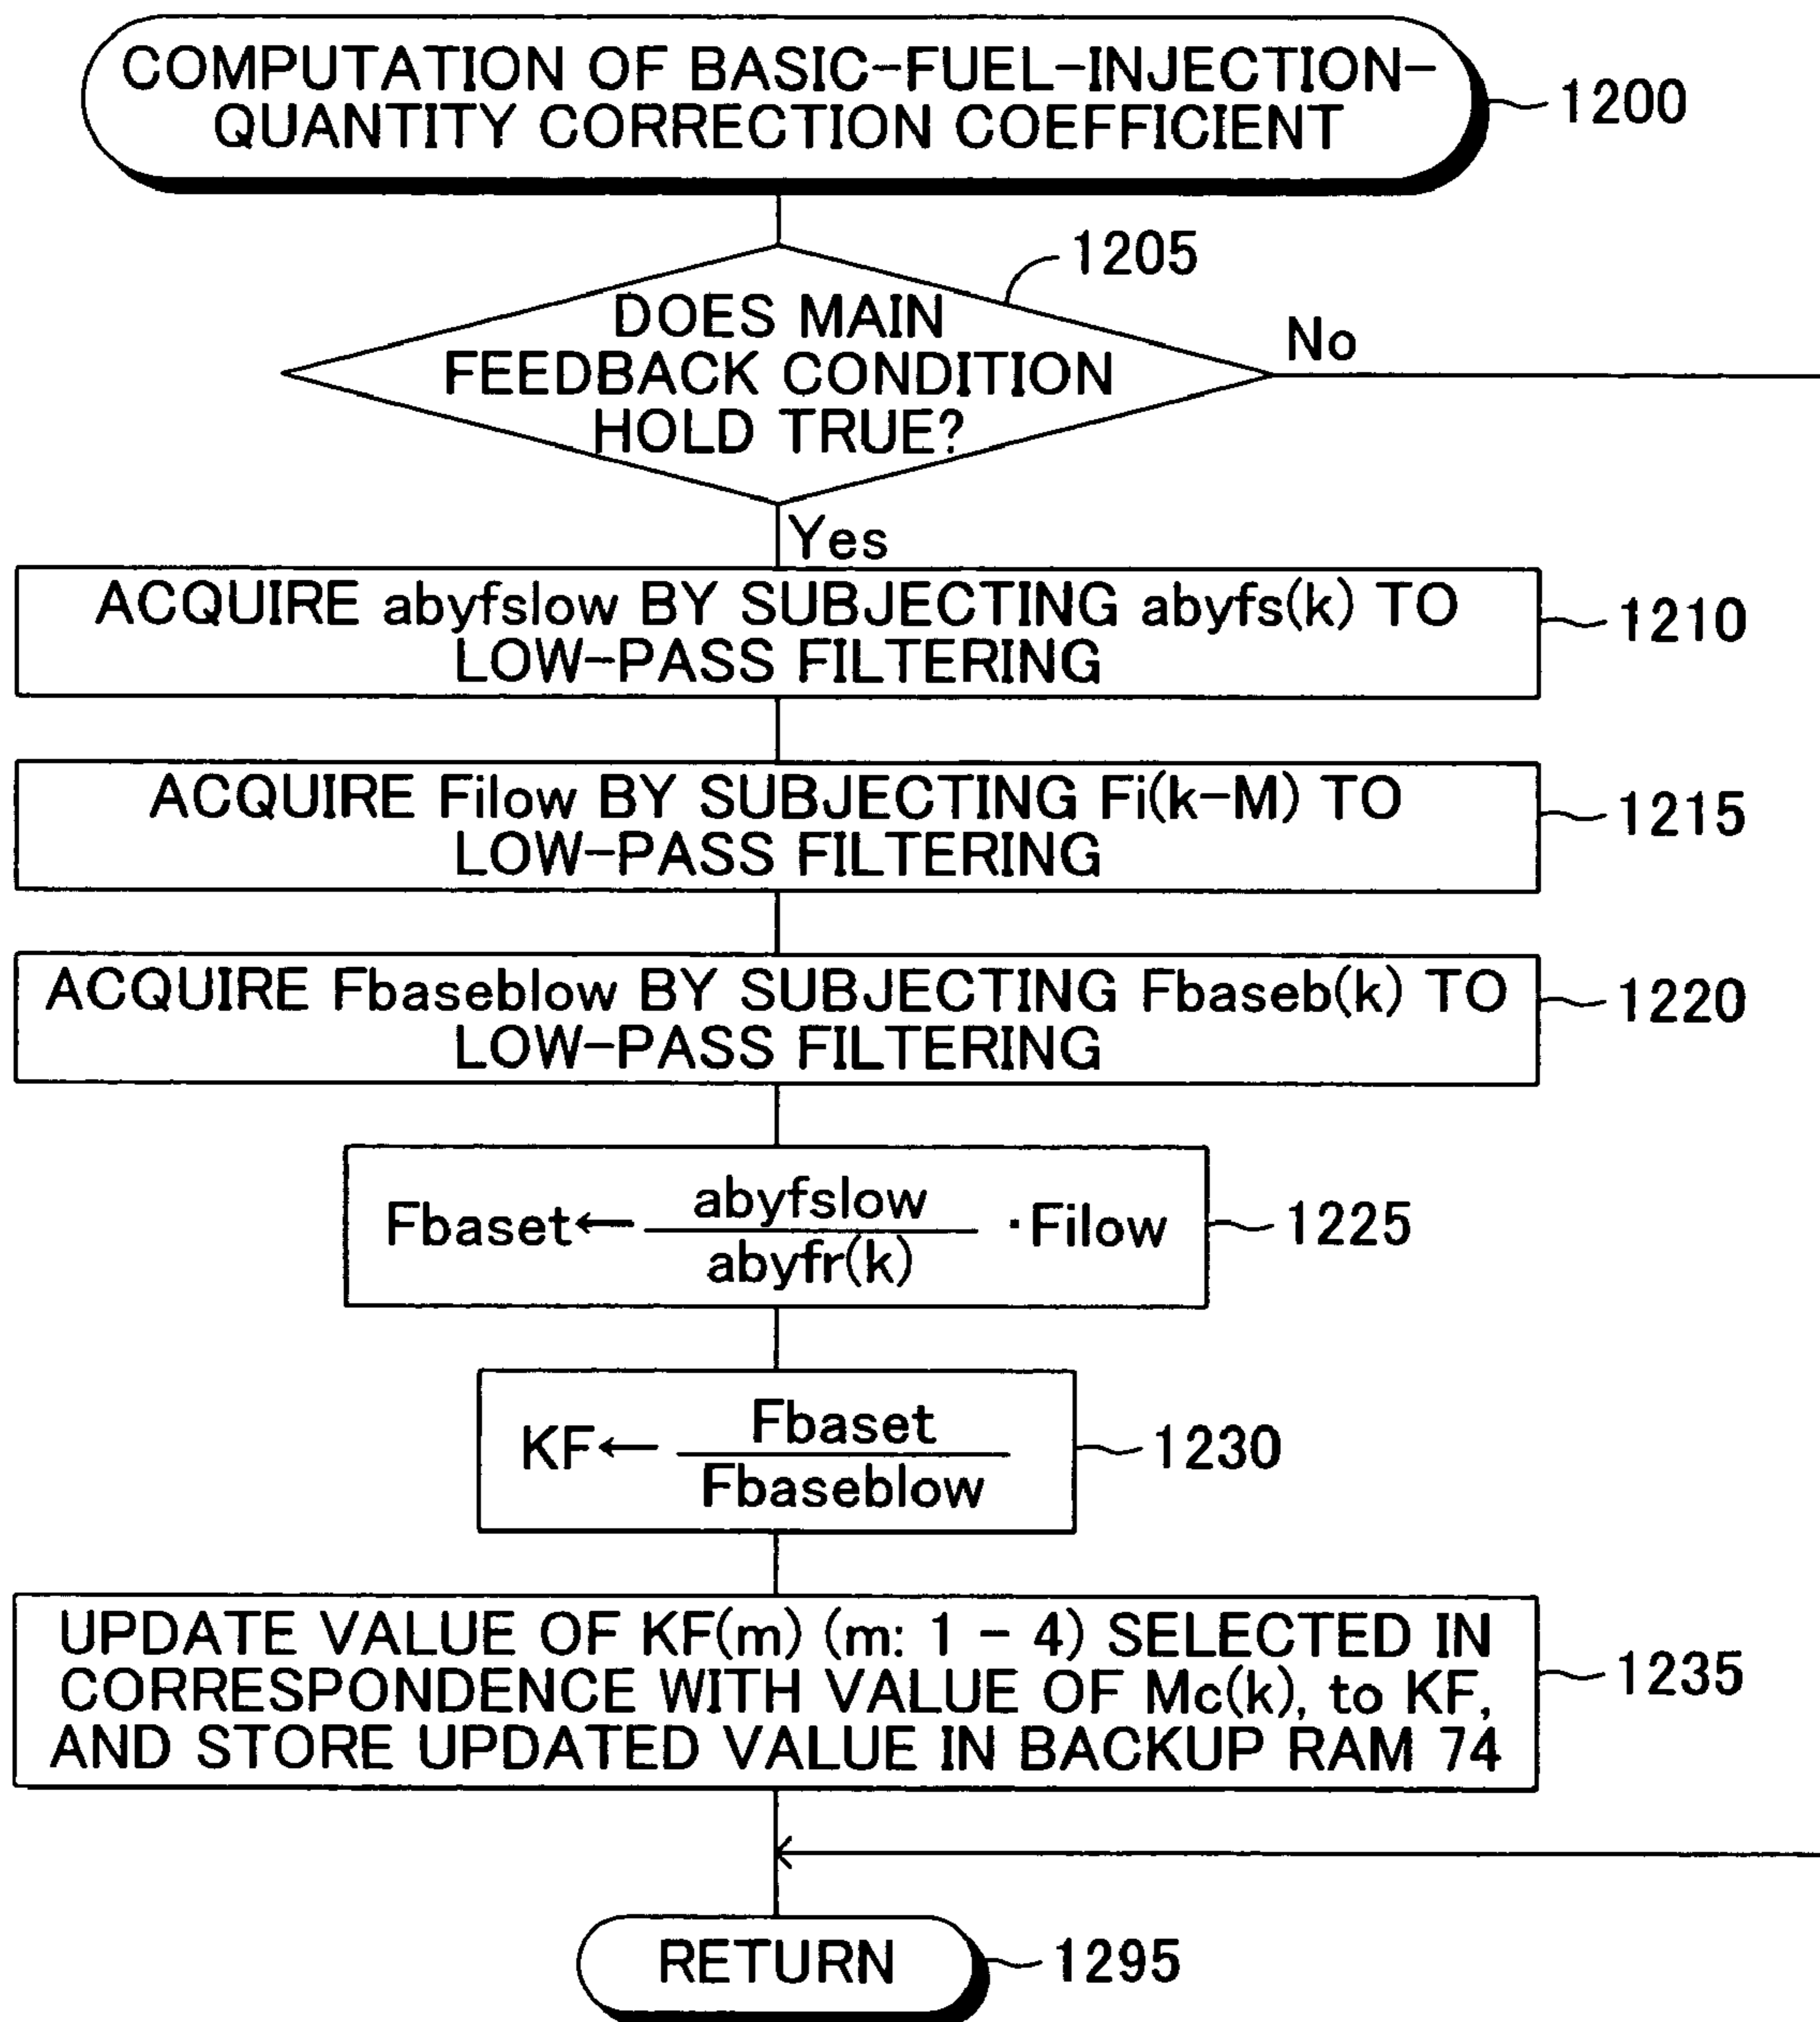 COMPUTATION OF BASIC-FUEL-INJECTION-
QUANTITY CORRECTION COEFFICIENT
1200
1205
DOES MAIN
FEEDBACK CONDITION
HOLD TRUE?
No
Yes
ACQUIRE abyfslow BY SUBJECTING abyfs(k) TO
LOW-PASS FILTERING
1210
ACQUIRE Filow BY SUBJECTING Fi(k-M) TO
LOW-PASS FILTERING
1215
ACQUIRE Fbaseblow BY SUBJECTING Fbaseb(k) TO
LOW-PASS FILTERING
1220
Fbaset← abyfslow / abyfr(k) ·Filow
1225
KF← Fbaset / Fbaseblow
1230
UPDATE VALUE OF KF(m) (m: 1 - 4) SELECTED IN
CORRESPONDENCE WITH VALUE OF Mc(k), to KF,
AND STORE UPDATED VALUE IN BACKUP RAM 74
1235
RETURN
1295